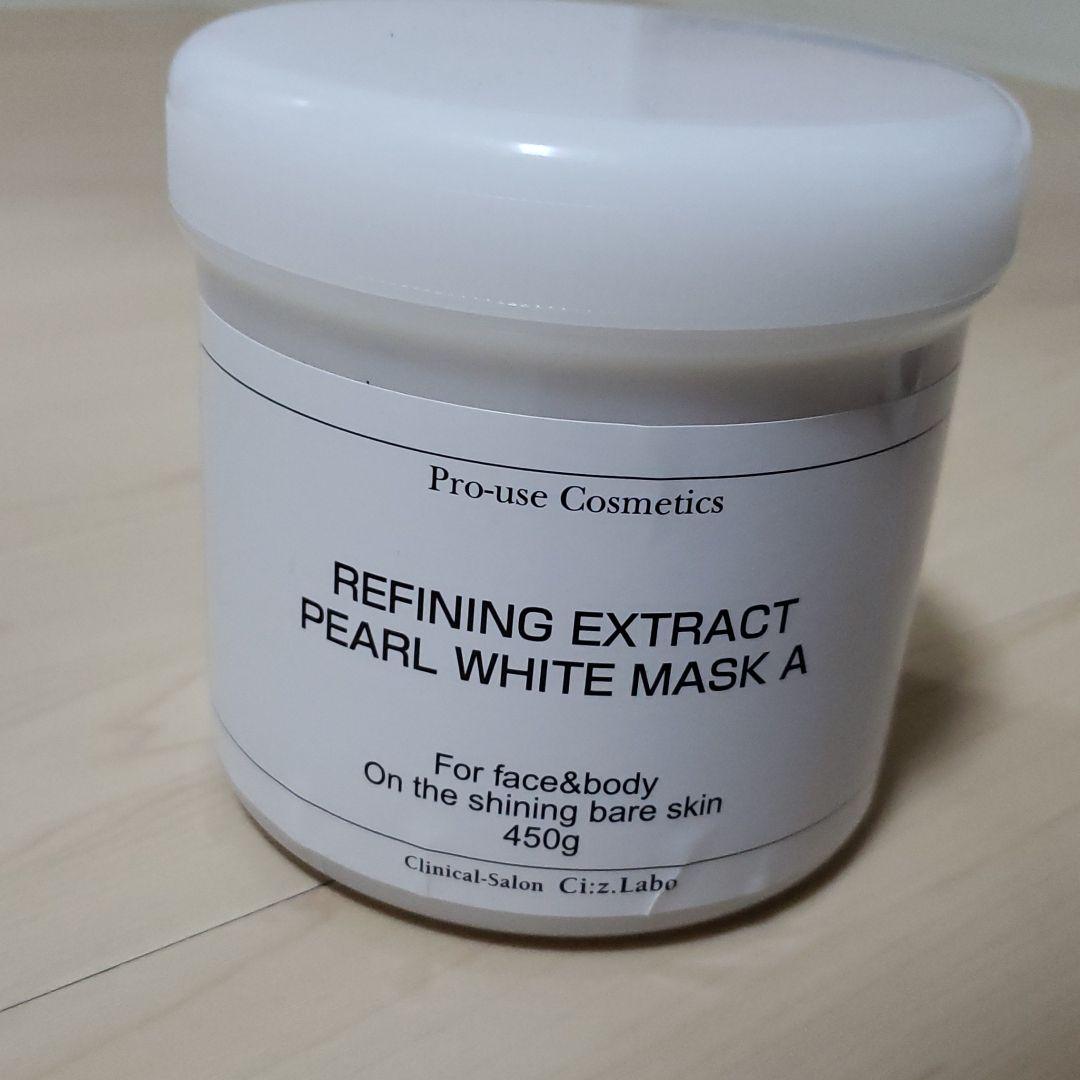 Pro-use Cosmetics
REFINING EXTRACT
PEARL WHITE MASK A
For face&body
On the shining bare skin
450g
Clinical-Salon Ci:z.Labo